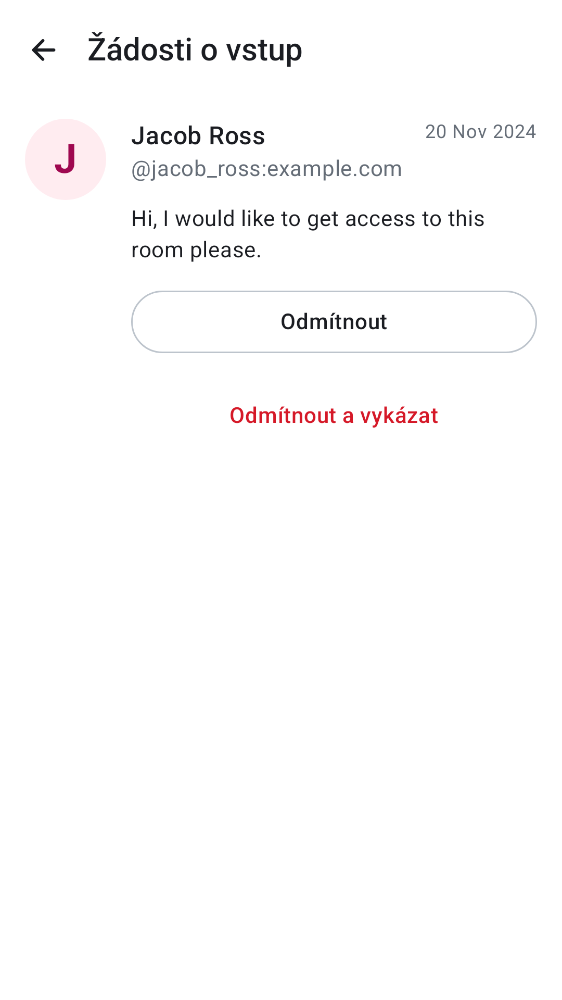 Žádosti o vstup
J
Jacob Ross
20 Nov 2024
@jacob_ross:example.com
Hi, I would like to get access to this
room please.
Odmítnout
Odmítnout a vykázat